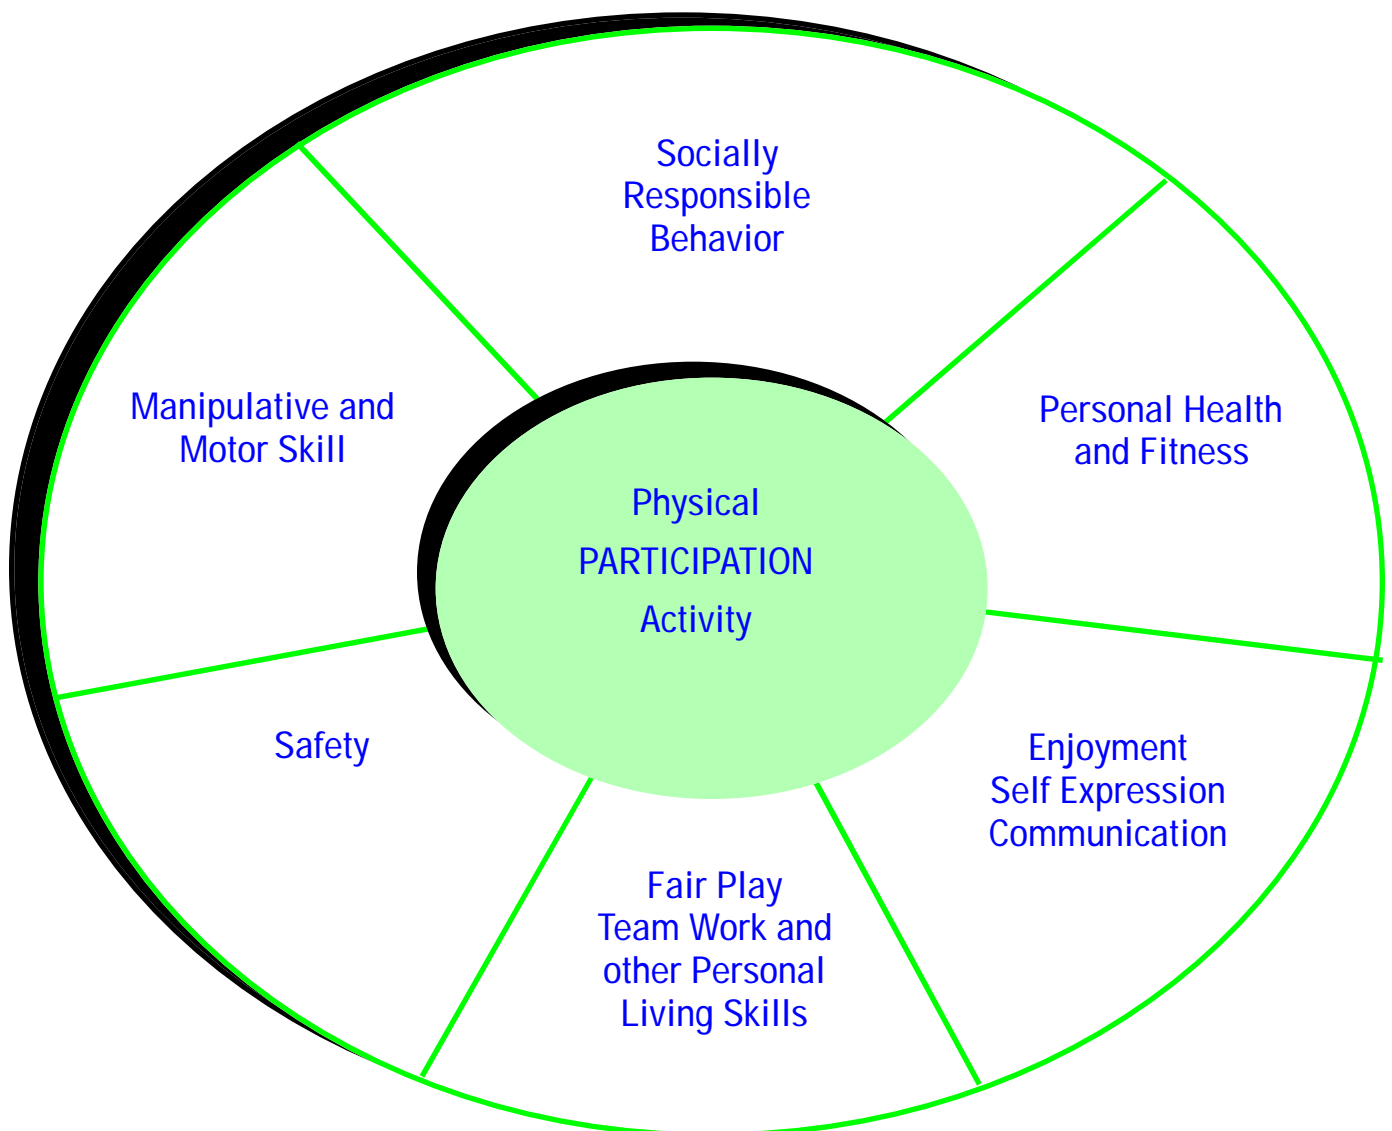 Socially
Responsible
Behavior
Manipulative and
Motor Skill
Personal Health
and Fitness
Physical
PARTICIPATION
Activity
Safety
Enjoyment
Self Expression
Communication
Fair Play
Team Work and
other Personal
Living Skills